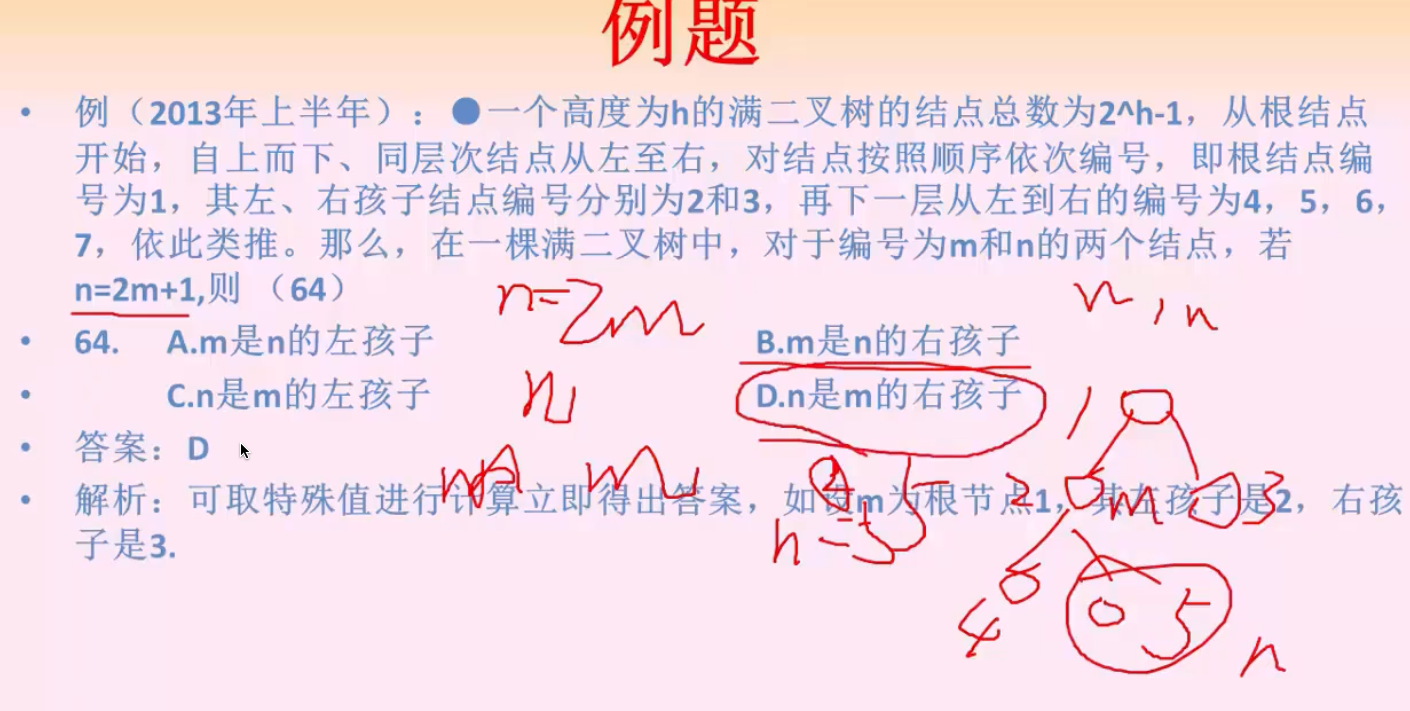 例题
• 例（2013年上半年）：●一个高度为h的满二叉树的结点总数为2^h-1，从根结点
开始，自上而下、同层次结点从左至右，对结点按照顺序依次编号，即根结点编
号为1，其左、右孩子结点编号分别为2和3，再下一层从左到右的编号为4，5，6，
7，依此类推。那么，在一棵满二叉树中，对于编号为m和n的两个结点，若
n=2m+1,则 （64）
n=2m
m,n
• 64. A.m是n的左孩子 B.m是n的右孩子
• C.n是m的左孩子 D.n是m的右孩子
1
• 答案：D
• 解析：可取特殊值进行计算立即得出答案，如设m为根节点1，其左孩子是2，右孩
子是3.
2 m 3
n=5
4 5
n